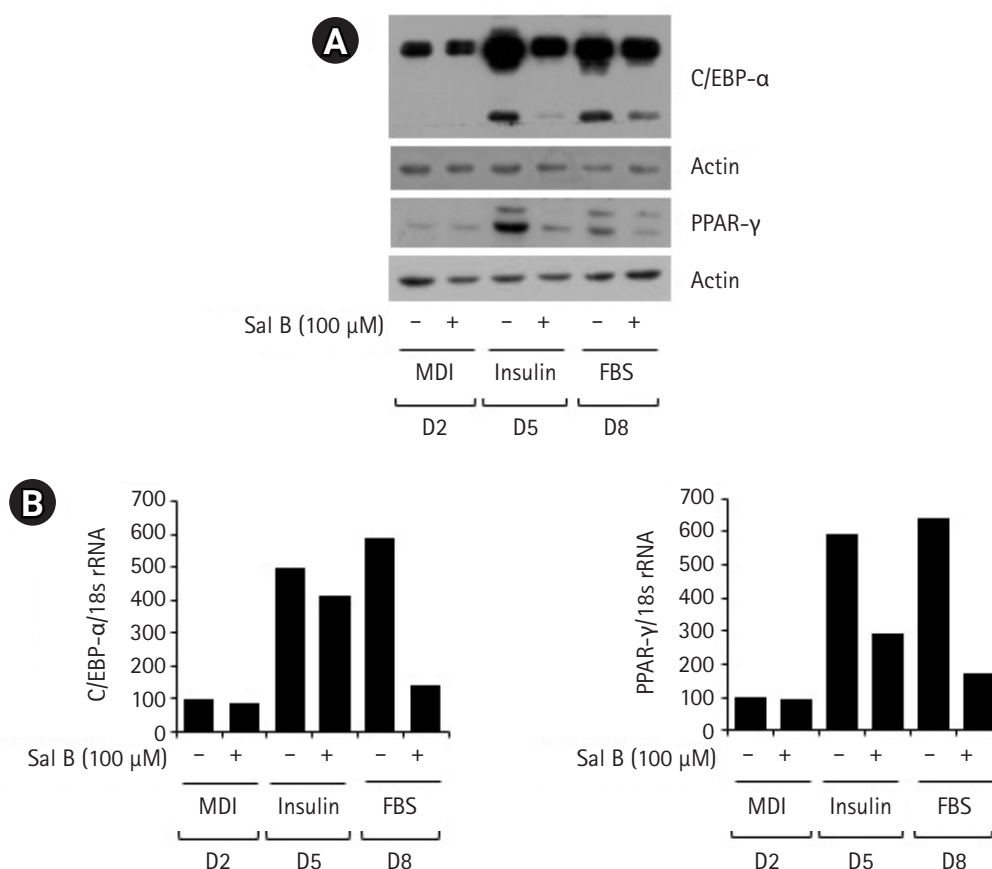 A
C/EBP-α
Actin
PPAR-γ
Actin
Sal B (100 μM) – + – + – +
MDI Insulin FBS
D2 D5 D8
B
C/EBP-α/18s rRNA
700
600
500
400
300
200
100
0
Sal B (100 μM) – + – + – +
MDI Insulin FBS
D2 D5 D8
PPAR-γ/18s rRNA
700
600
500
400
300
200
100
0
Sal B (100 μM) – + – + – +
MDI Insulin FBS
D2 D5 D8